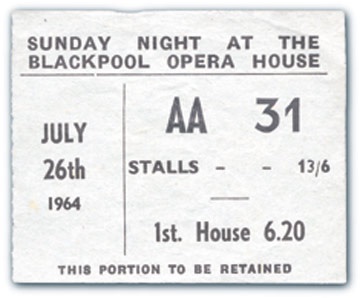 SUNDAY NIGHT AT THE
BLACKPOOL OPERA HOUSE
JULY
26th
1964
AA 31
STALLS - - 13/6
1st. House 6.20
THIS PORTION TO BE RETAINED